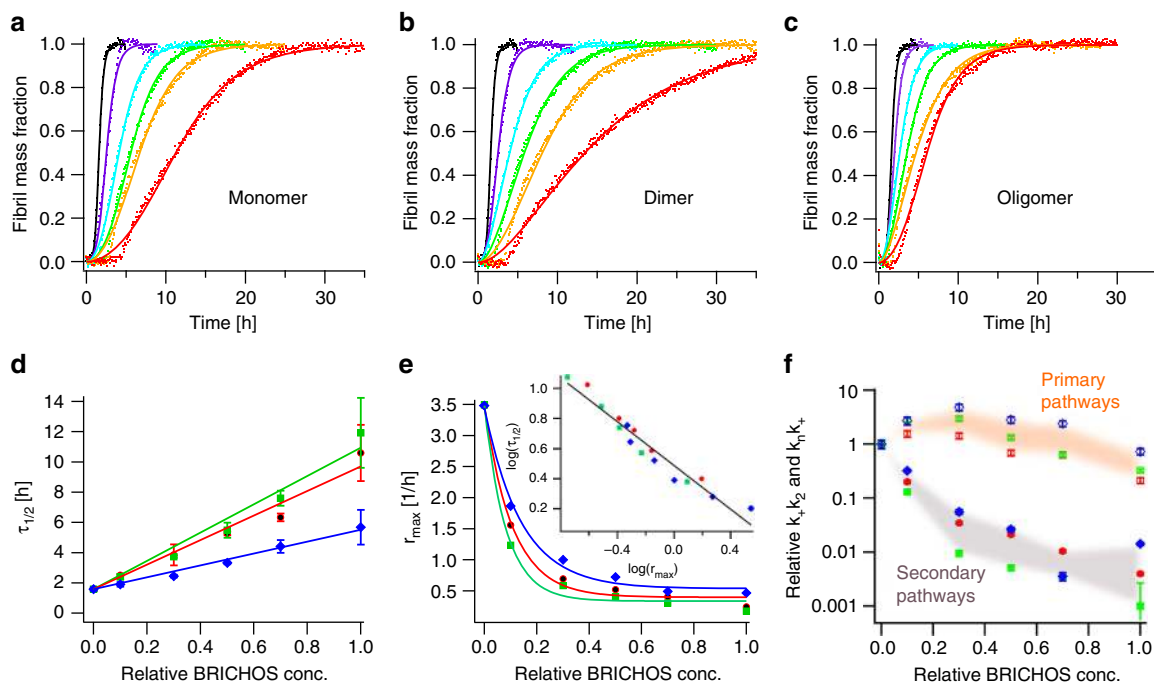 a
b
c
1.0
0.8
0.6
0.4
0.2
0.0
Fibril mass fraction
Monomer
0
10
20
30
Time [h]
1.0
0.8
0.6
0.4
0.2
0.0
Fibril mass fraction
Dimer
0
10
20
30
Time [h]
1.0
0.8
0.6
0.4
0.2
0.0
Fibril mass fraction
Oligomer
0
10
20
30
Time [h]
d
e
f
14
12
10
8
6
4
2
0
τ1/2 [h]
0.0
0.2
0.4
0.6
0.8
1.0
Relative BRICHOS conc.
3.5
3.0
2.5
2.0
1.5
1.0
0.5
rmax [1/h]
1.0
0.8
0.6
0.4
0.2
log(τ1/2)
–0.4
0.0
0.4
log(rmax)
0.0
0.2
0.4
0.6
0.8
1.0
Relative BRICHOS conc.
10
1
0.1
0.01
0.001
Relative k+k2 and knk+
Primary
pathways
Secondary
pathways
0.0
0.2
0.4
0.6
0.8
1.0
Relative BRICHOS conc.